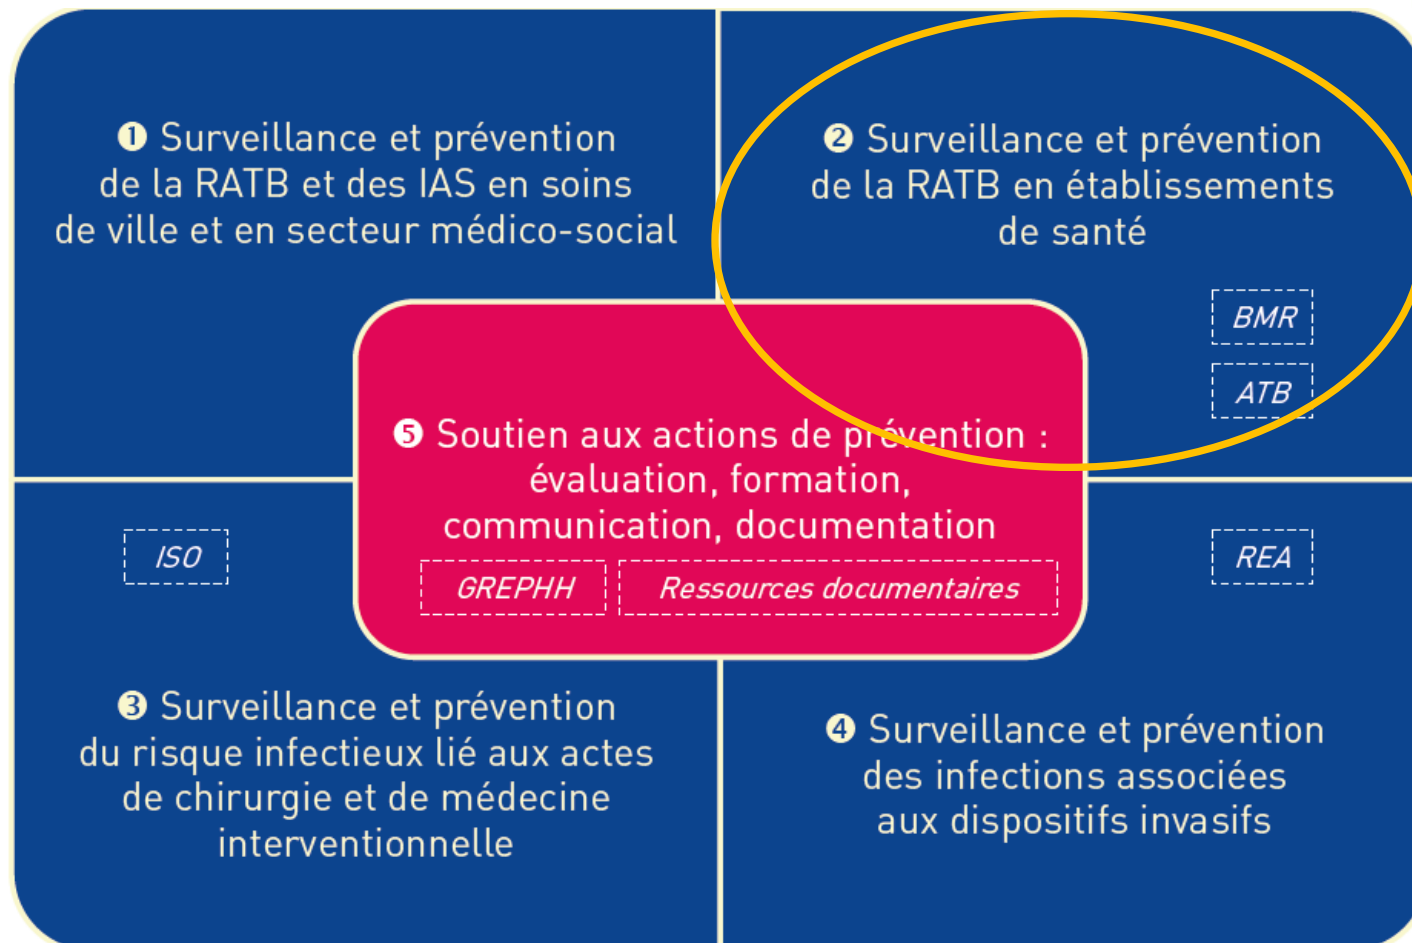 ❶ Surveillance et prévention
de la RATB et des IAS en soins
de ville et en secteur médico-social
❷ Surveillance et prévention
de la RATB en établissements
de santé
BMR
ATB
❺ Soutien aux actions de prévention :
évaluation, formation,
communication, documentation
GREPHH
Ressources documentaires
ISO
❸ Surveillance et prévention
du risque infectieux lié aux actes
de chirurgie et de médecine
interventionnelle
REA
❹ Surveillance et prévention
des infections associées
aux dispositifs invasifs